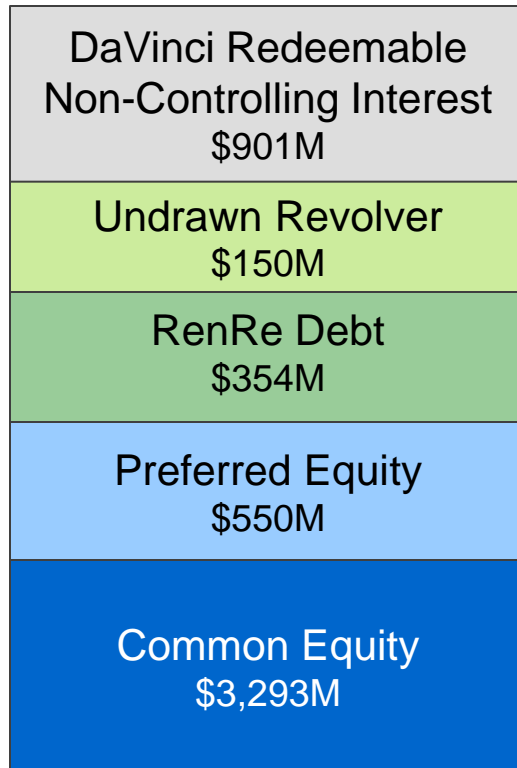 DaVinci Redeemable
Non-Controlling Interest
$901M
Undrawn Revolver
$150M
RenRe Debt
$354M
Preferred Equity
$550M
Common Equity
$3,293M